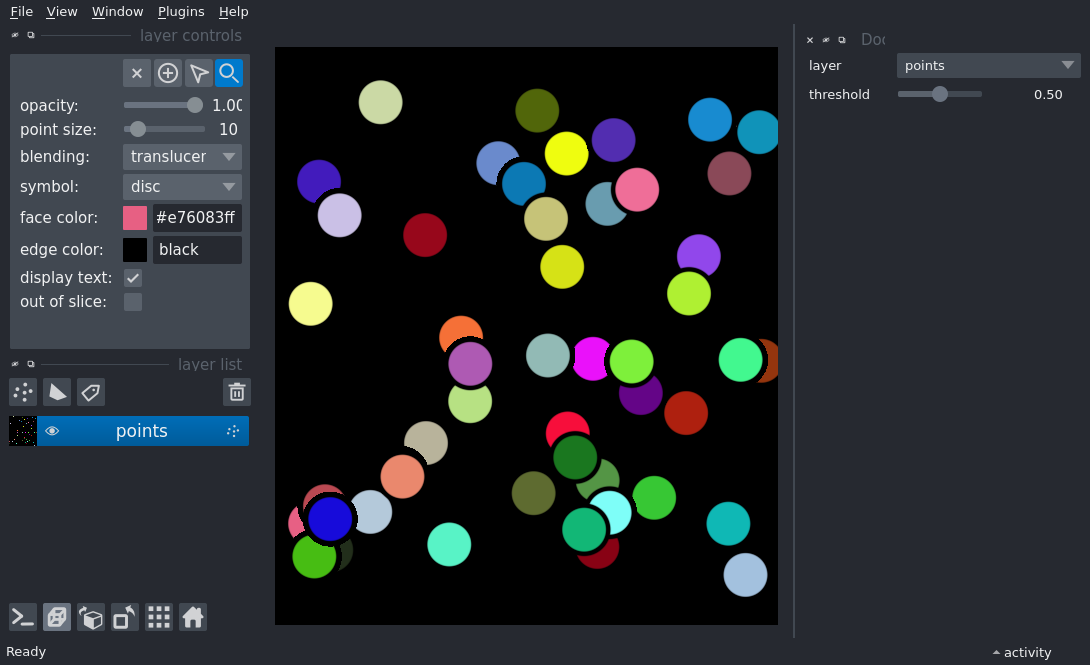 File View Window Plugins Help
layer controls
opacity: 1.00
point size: 10
blending: translucer
symbol: disc
face color: #e76083ff
edge color: black
display text:
out of slice:
layer list
points
Ready
layer points
threshold 0.50
activity